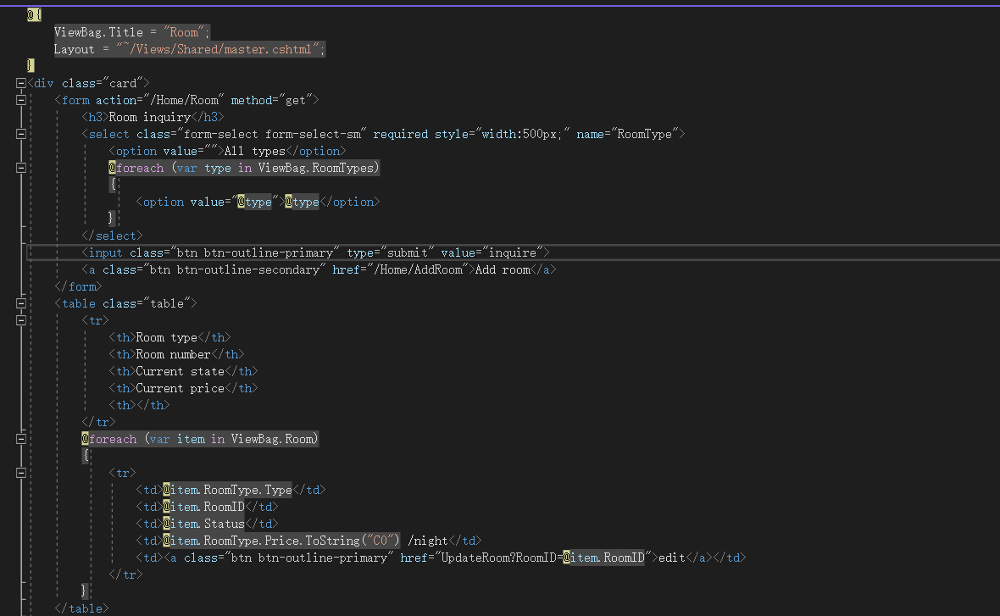 @{
    ViewBag.Title = "Room";
    Layout = "~/Views/Shared/master.cshtml";
}
<div class="card">
    <form action="/Home/Room" method="get">
        <h3>Room inquiry</h3>
        <select class="form-select form-select-sm" required style="width:500px;" name="RoomType">
            <option value="">All types</option>
            @foreach (var type in ViewBag.RoomTypes)
            {
                <option value="@type">@type</option>
            }
        </select>
        <input class="btn btn-outline-primary" type="submit" value="inquire">
        <a class="btn btn-outline-secondary" href="/Home/AddRoom">Add room</a>
    </form>
    <table class="table">
        <tr>
            <th>Room type</th>
            <th>Room number</th>
            <th>Current state</th>
            <th>Current price</th>
            <th></th>
        </tr>
        @foreach (var item in ViewBag.Room)
        {
            <tr>
                <td>@item.RoomType.Type</td>
                <td>@item.RoomID</td>
                <td>@item.Status</td>
                <td>@item.RoomType.Price.ToString("C0") /night</td>
                <td><a class="btn btn-outline-primary" href="UpdateRoom?RoomID=@item.RoomID">edit</a></td>
            </tr>
        }
    </table>